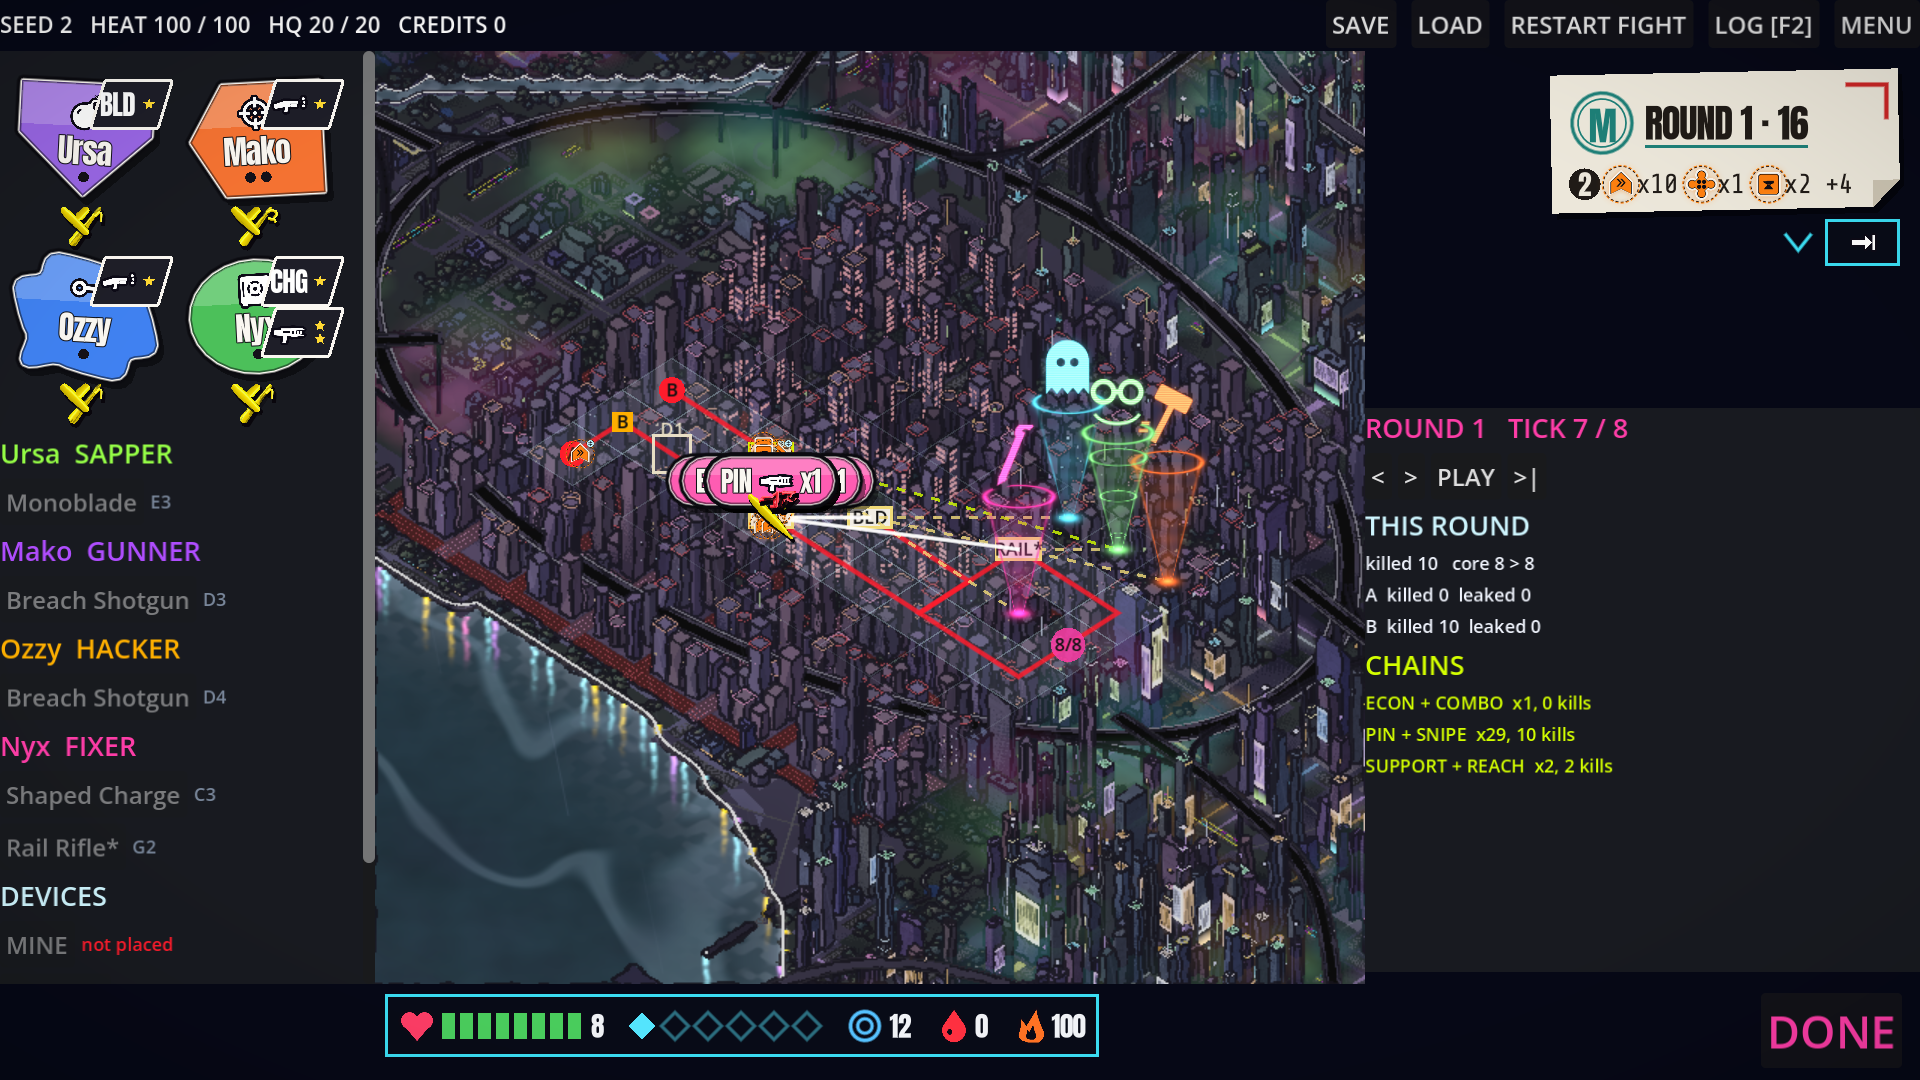 SEED 2 HEAT 100 / 100 HQ 20 / 20 CREDITS 0
SAVE LOAD RESTART FIGHT LOG [F2] MENU
BLD
Ursa
Mako
Ozzy
CHG
M ROUND 1 · 16
2 x10 x1 x2 +4
Ursa SAPPER
Monoblade E3
Mako GUNNER
Breach Shotgun D3
Ozzy HACKER
Breach Shotgun D4
Nyx FIXER
Shaped Charge C3
Rail Rifle* G2
DEVICES
MINE not placed
B
B
D1
PIN x1
BLD
RAIL*
8/8
ROUND 1 TICK 7 / 8
< > PLAY >|
THIS ROUND
killed 10 core 8 > 8
A killed 0 leaked 0
B killed 10 leaked 0
CHAINS
ECON + COMBO x1, 0 kills
PIN + SNIPE x29, 10 kills
SUPPORT + REACH x2, 2 kills
8 12 0 100
DONE